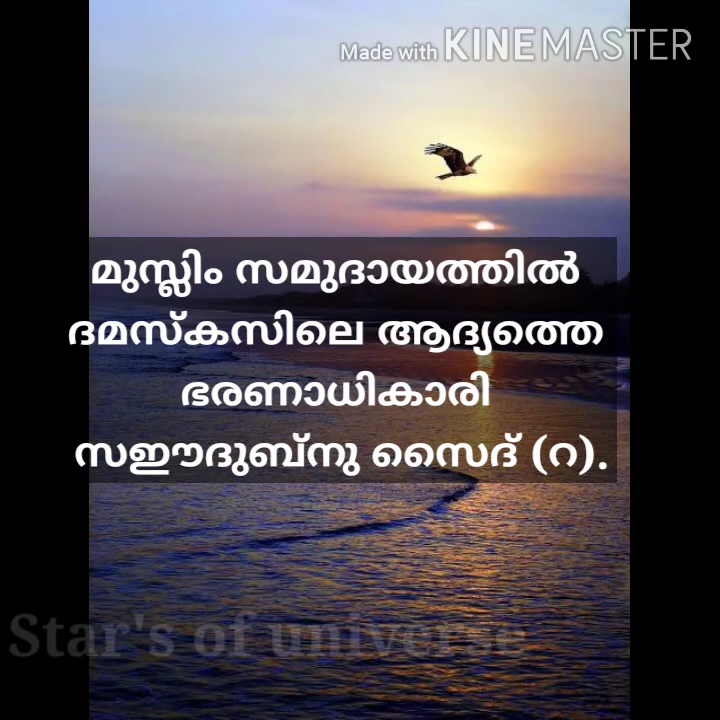 Made with KINEMASTER
മുസ്ലിം സമുദായത്തിൽ
ദമസ്കസിലെ ആദ്യത്തെ
ഭരണാധികാരി
സഈദുബ്നു സൈദ് (റ).
Star's of universe